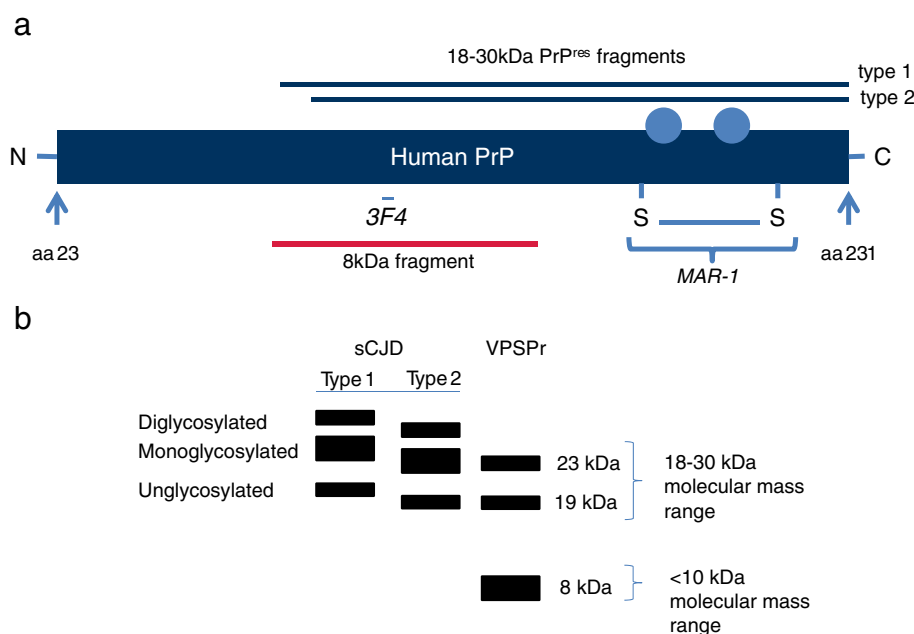 a
18-30kDa PrPres fragments
type 1
type 2
N
Human PrP
C
3F4
S
S
aa 23
8kDa fragment
aa 231
MAR-1
b
sCJD
VPSPr
Type 1
Type 2
Diglycosylated
Monoglycosylated
Unglycosylated
23 kDa
19 kDa
18-30 kDa
molecular mass
range
8 kDa
<10 kDa
molecular mass
range